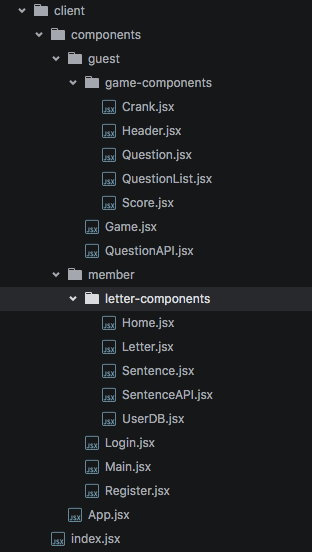 client
components
guest
game-components
JSX Crank.jsx
JSX Header.jsx
JSX Question.jsx
JSX QuestionList.jsx
JSX Score.jsx
JSX Game.jsx
JSX QuestionAPI.jsx
member
letter-components
JSX Home.jsx
JSX Letter.jsx
JSX Sentence.jsx
JSX SentenceAPI.jsx
JSX UserDB.jsx
JSX Login.jsx
JSX Main.jsx
JSX Register.jsx
JSX App.jsx
JSX index.jsx